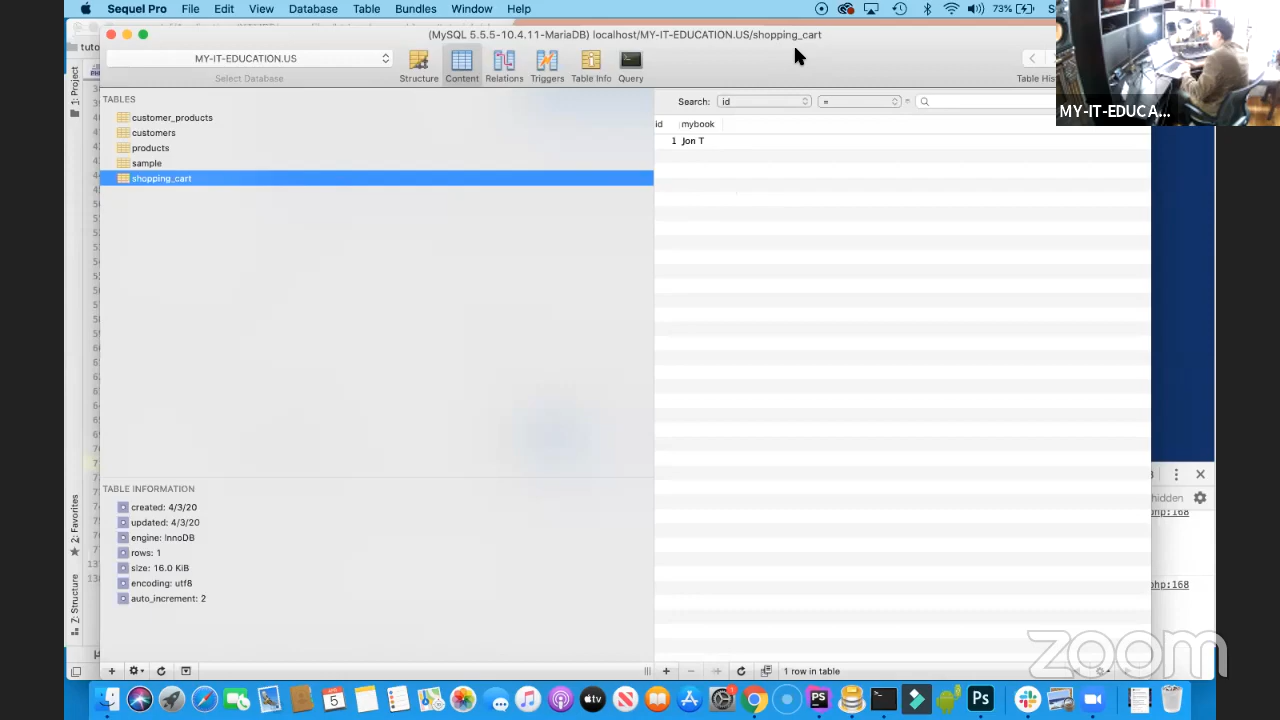 Sequel Pro File Edit View Database Table Bundles Window Help
73%
(MySQL 5.5.5-10.4.11-MariaDB) localhost/MY-IT-EDUCATION.US/shopping_cart
tuto
MY-IT-EDUCATION.US
Select Database
Structure Content Relations Triggers Table Info Query
Table His
MY-IT-EDUCA...
1: Project
TABLES
customer_products
customers
products
sample
shopping_cart
Search: id =
id mybook
1 Jon T
TABLE INFORMATION
created: 4/3/20
updated: 4/3/20
engine: InnoDB
rows: 1
size: 16.0 KiB
encoding: utf8
auto_increment: 2
2: Favorites
7: Structure
hidden
php:168
php:168
1 row in table
zoom